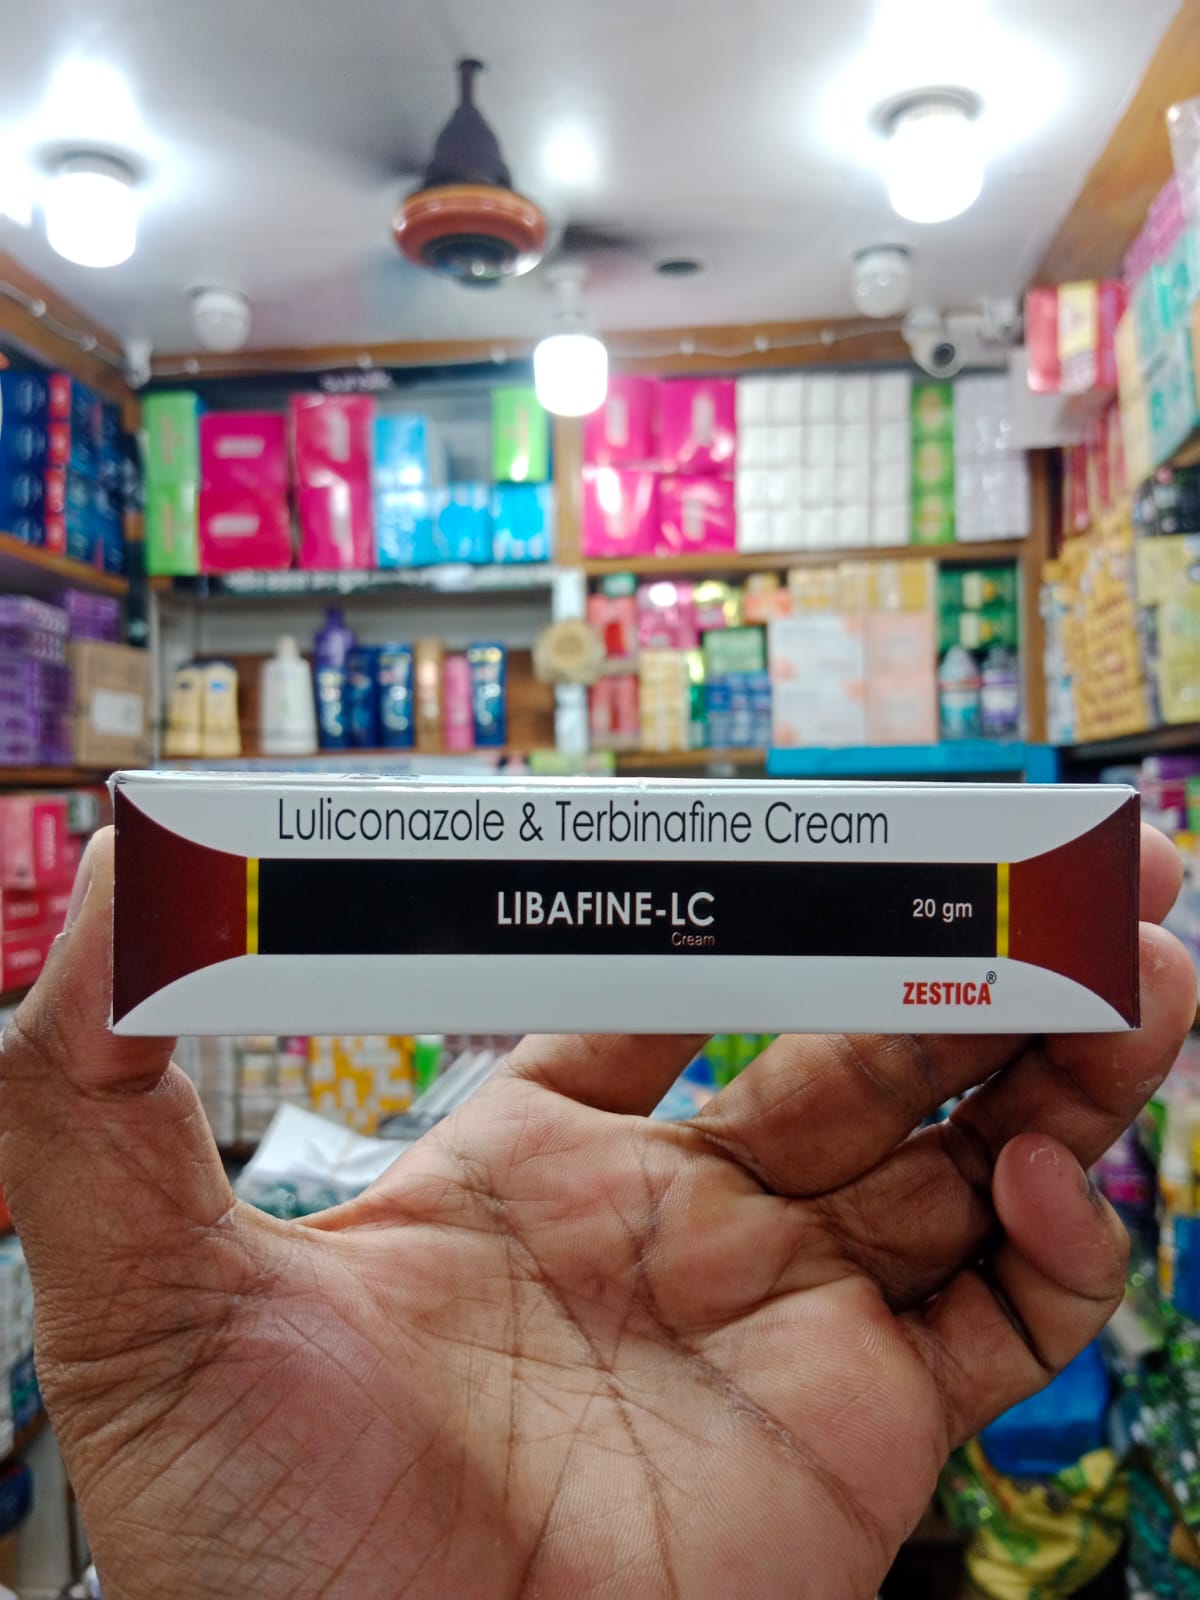 Luliconazole & Terbinafine Cream
LIBAFINE-LC
Cream
20 gm
ZESTICA®